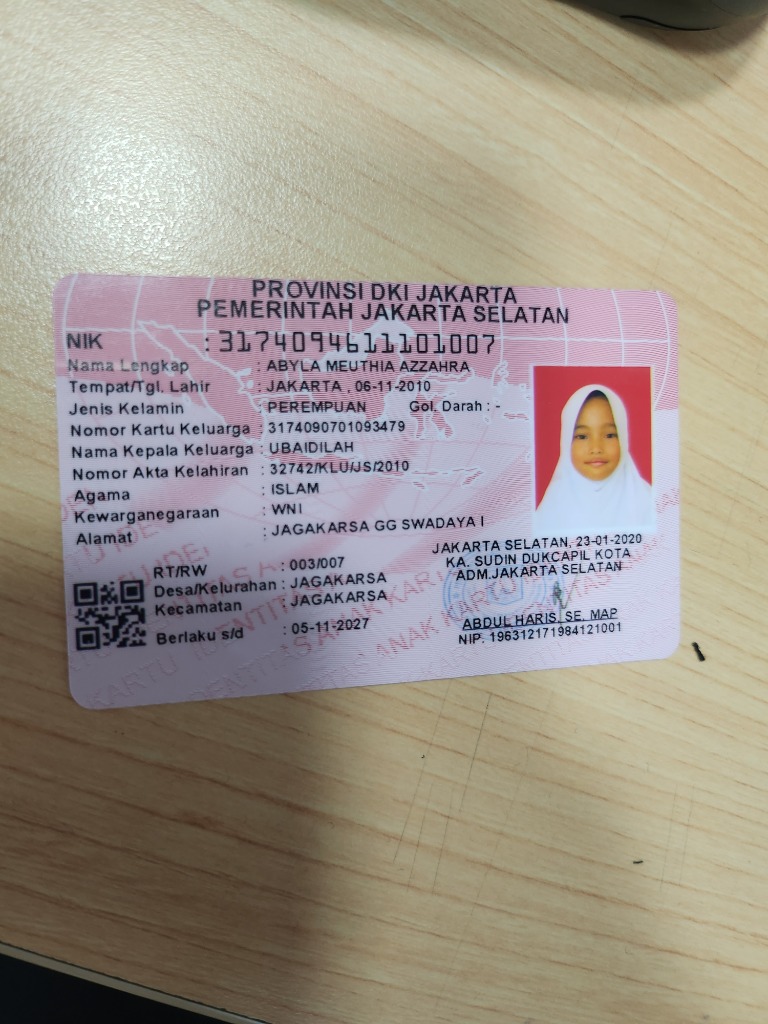 PROVINSI DKI JAKARTA
PEMERINTAH JAKARTA SELATAN
NIK : 3174094611101007
Nama Lengkap : ABYLA MEUTHIA AZZAHRA
Tempat/Tgl. Lahir : JAKARTA , 06-11-2010
Jenis Kelamin : PEREMPUAN Gol. Darah : -
Nomor Kartu Keluarga : 3174090701093479
Nama Kepala Keluarga : UBAIDILAH
Nomor Akta Kelahiran : 32742/KLU/JS/2010
Agama : ISLAM
Kewarganegaraan : WNI
Alamat : JAGAKARSA GG SWADAYA I
RT/RW : 003/007
Desa/Kelurahan : JAGAKARSA
Kecamatan : JAGAKARSA
Berlaku s/d : 05-11-2027
JAKARTA SELATAN, 23-01-2020
KA. SUDIN DUKCAPIL KOTA
ADM.JAKARTA SELATAN
ABDUL HARIS, SE, MAP
NIP. 196312171984121001
KARTU IDENTITAS ANAK